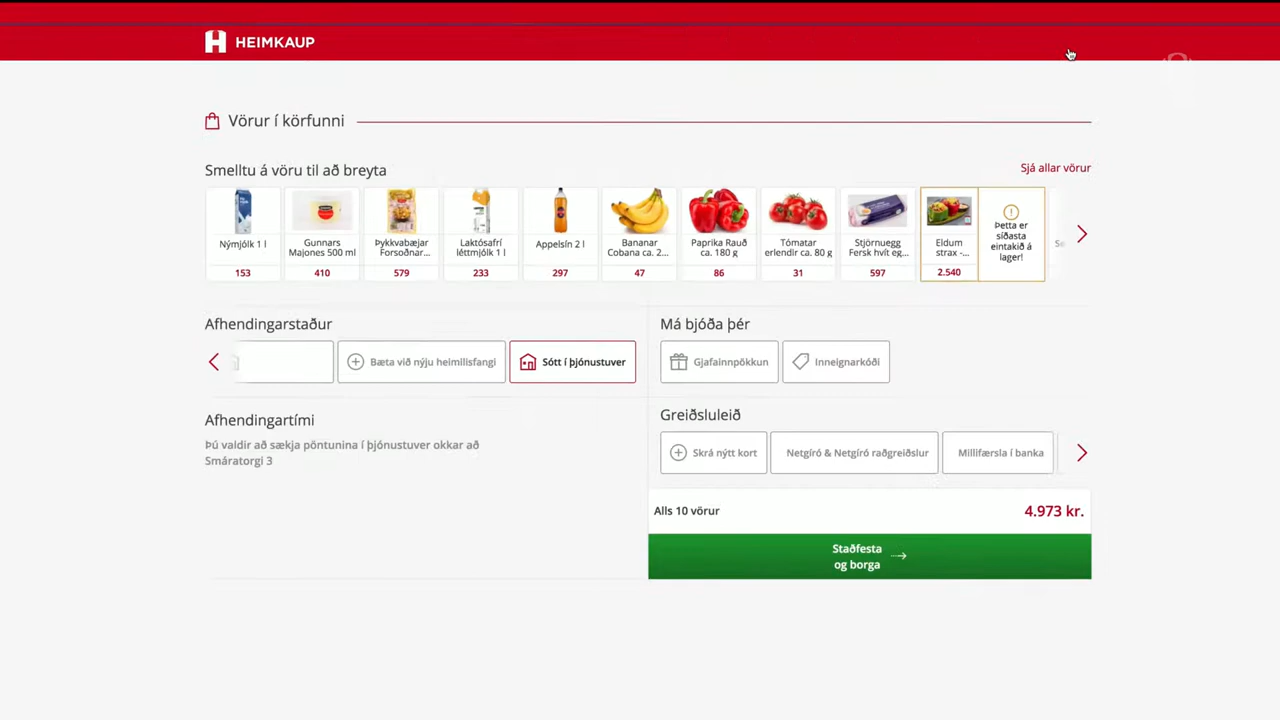 HEIMKAUP
Vörur í körfunni
Smelltu á vöru til að breyta
Sjá allar vörur
Nýmjólk 1 l
153
Gunnars
Majones 500 ml
410
Þykkvabæjar
Forsoðnar...
579
Laktósafrí
léttmjólk 1 l
233
Appelsín 2 l
297
Bananar
Cobana ca. 2...
47
Paprika Rauð
ca. 180 g
86
Tómatar
erlendir ca. 80 g
31
Stjörnuegg
Fersk hvít eg...
597
Eldum
strax -...
2.540
Þetta er
síðasta
eintakið á
lager!
Afhendingarstaður
Bæta við nýju heimilisfangi
Sótt í þjónustuver
Má bjóða þér
Gjafainnpökkun
Inneignarkóði
Afhendingartími
Þú valdir að sækja pöntunina í þjónustuver okkar að
Smáratorgi 3
Greiðsluleið
Skrá nýtt kort
Netgíró & Netgíró raðgreiðslur
Millifærsla í banka
Alls 10 vörur
4.973 kr.
Staðfesta
og borga